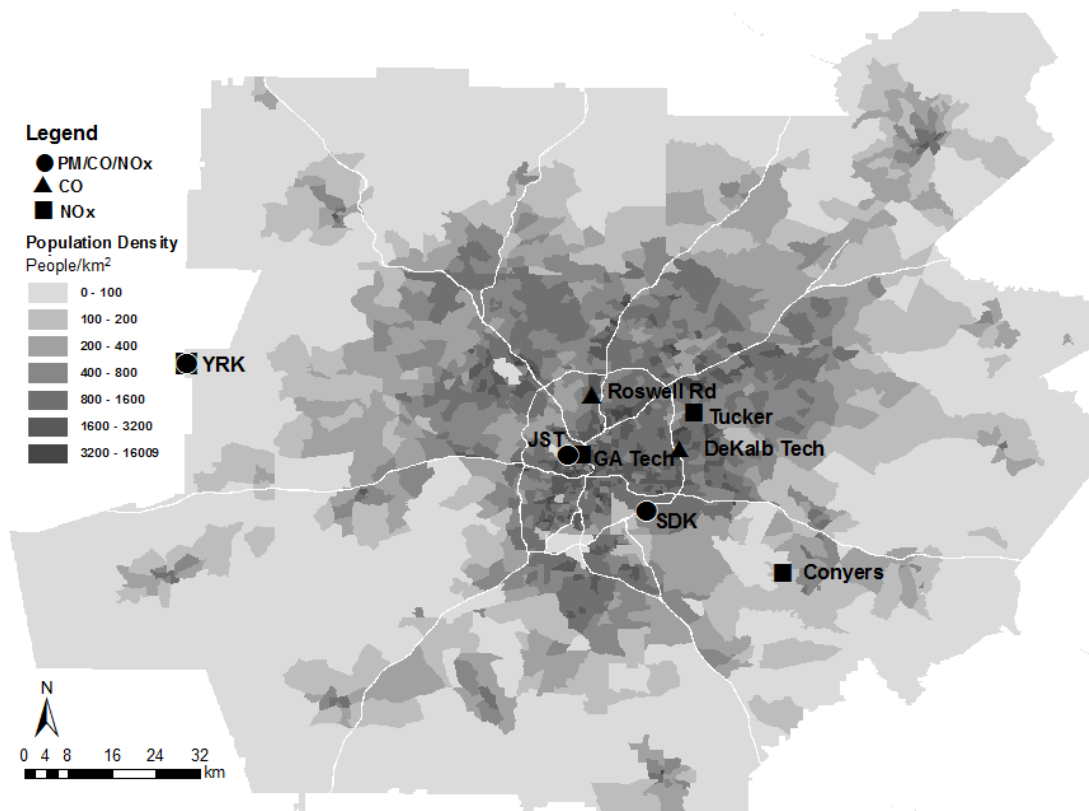 Legend
PM/CO/NOx
CO
NOx
Population Density
People/km²
0 - 100
100 - 200
200 - 400
400 - 800
800 - 1600
1600 - 3200
3200 - 16009
YRK
Roswell Rd
Tucker
JST
GA Tech
DeKalb Tech
SDK
Conyers
N
0 4 8 16 24 32
km